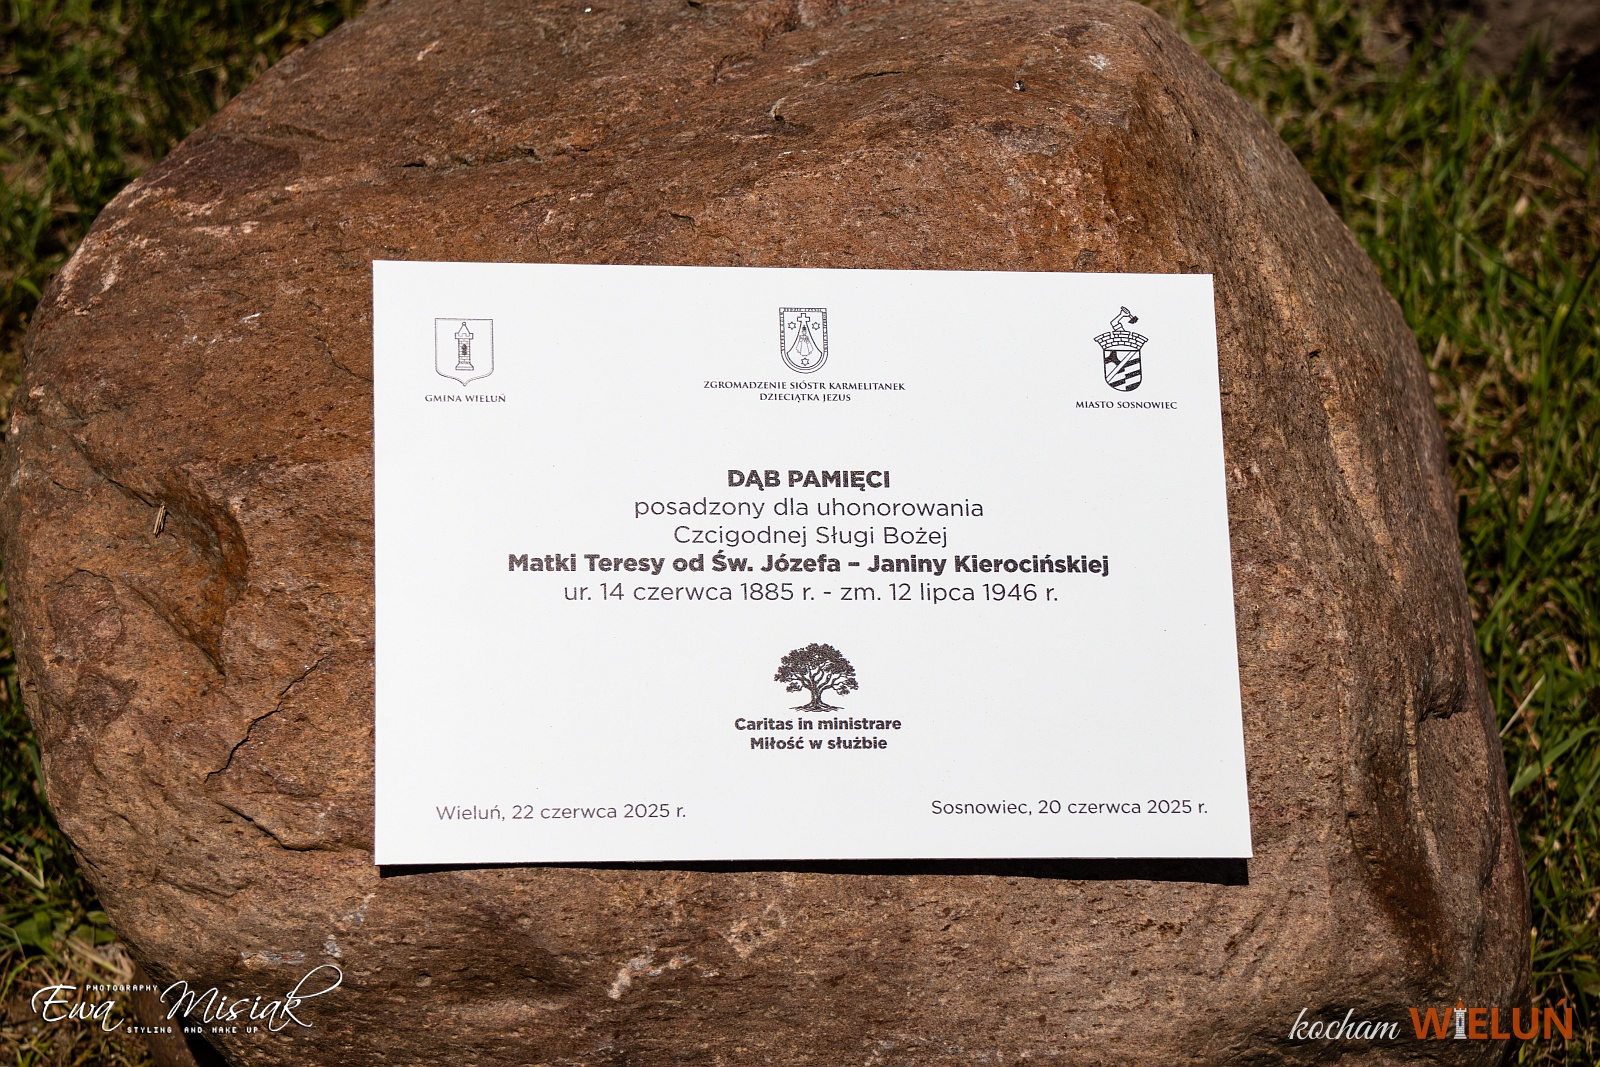 GMINA WIELUŃ
ZGROMADZENIE SIÓSTR KARMELITANEK
DZIECIĄTKA JEZUS
MIASTO SOSNOWIEC
DĄB PAMIĘCI
posadzony dla uhonorowania
Czcigodnej Sługi Bożej
Matki Teresy od Św. Józefa – Janiny Kierocińskiej
ur. 14 czerwca 1885 r. - zm. 12 lipca 1946 r.
Caritas in ministrare
Miłość w służbie
Wieluń, 22 czerwca 2025 r.
Sosnowiec, 20 czerwca 2025 r.
PHOTOGRAPHY
Ewa Misiak
STYLING AND MAKE UP
kocham WIELUŃ